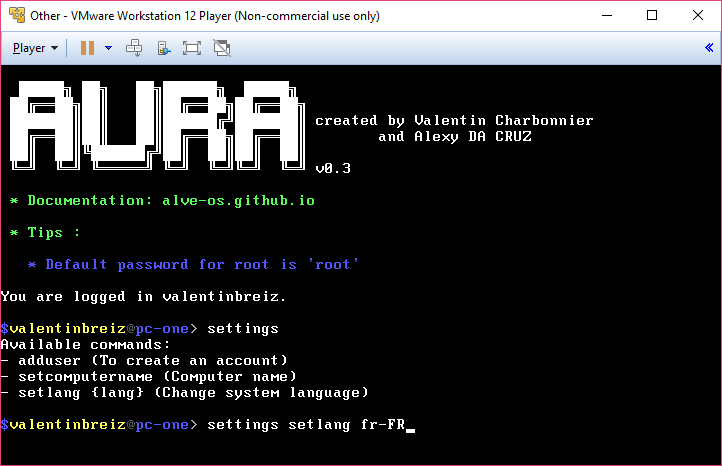 Other - VMware Workstation 12 Player (Non-commercial use only)
Player
AURA
created by Valentin Charbonnier
and Alexy DA CRUZ
v0.3
* Documentation: alve-os.github.io
* Tips :
* Default password for root is 'root'
You are logged in valentinbreiz.
$valentinbreiz@pc-one> settings
Available commands:
- adduser (To create an account)
- setcomputername (Computer name)
- setlang {lang} (Change system language)
$valentinbreiz@pc-one> settings setlang fr-FR_